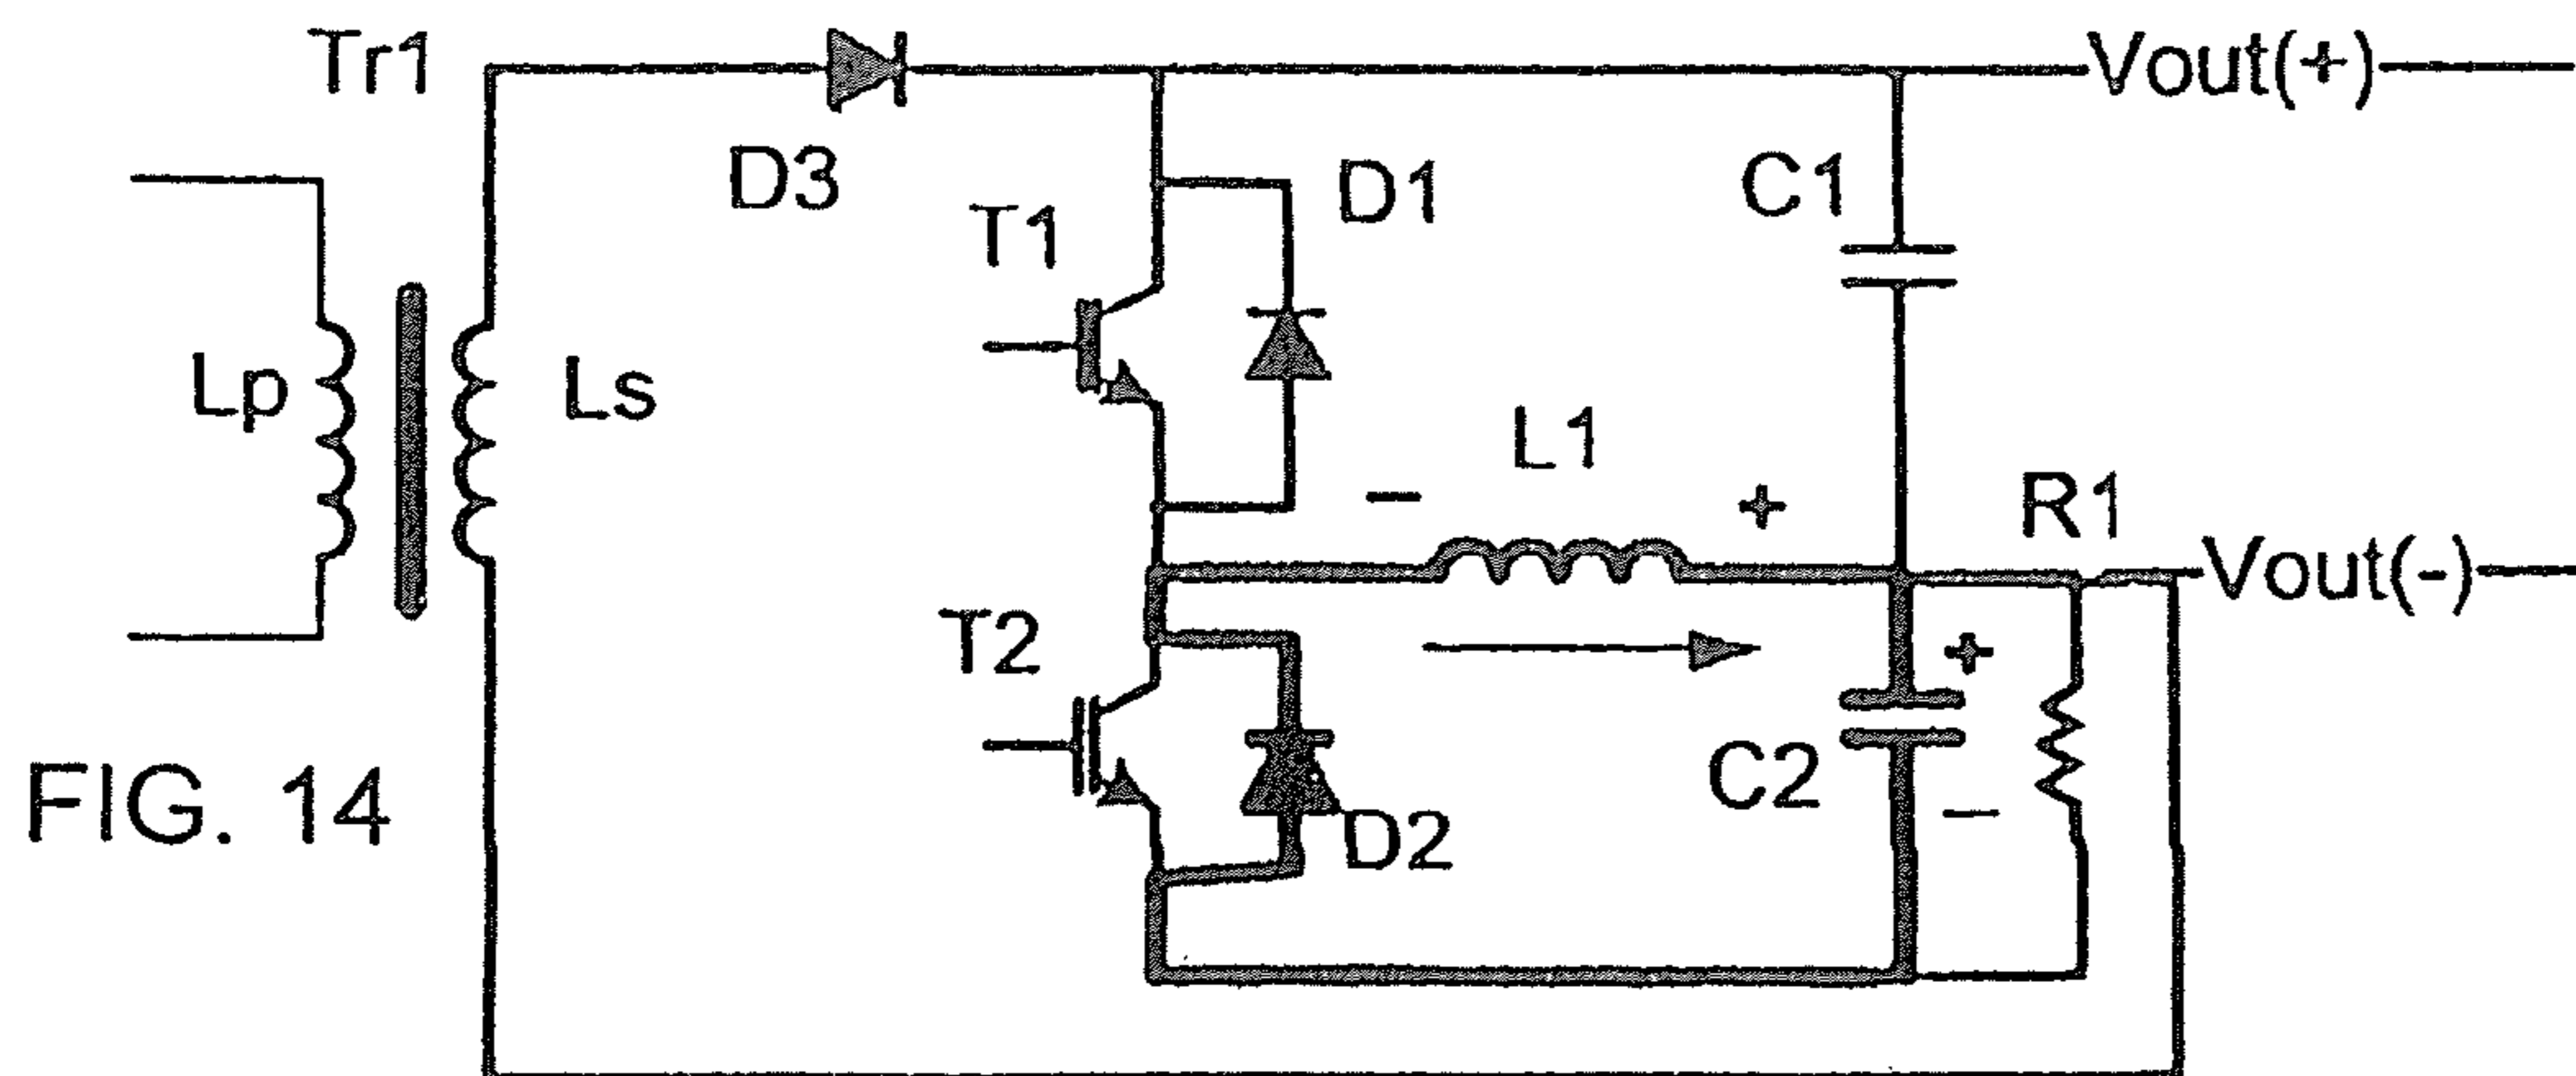 Tr1
Vout(+)
D3
D1
C1
T1
Lp
Ls
L1
− +
R1
Vout(-)
T2
+
C2
−
D2
FIG. 14